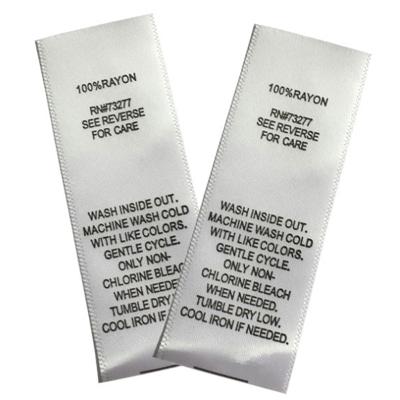 100%RAYON
RN#73277
SEE REVERSE
FOR CARE
WASH INSIDE OUT.
MACHINE WASH COLD
WITH LIKE COLORS.
GENTLE CYCLE.
ONLY NON-
CHLORINE BLEACH
WHEN NEEDED.
TUMBLE DRY LOW.
COOL IRON IF
100%RAYON
RN#73277
SEE REVERSE
FOR CARE
WASH INSIDE OUT.
MACHINE WASH COLD
WITH LIKE COLORS.
GENTLE CYCLE.
ONLY NON-
CHLORINE BLEACH
WHEN NEEDED.
TUMBLE DRY LOW.
COOL IRON IF NEEDED.